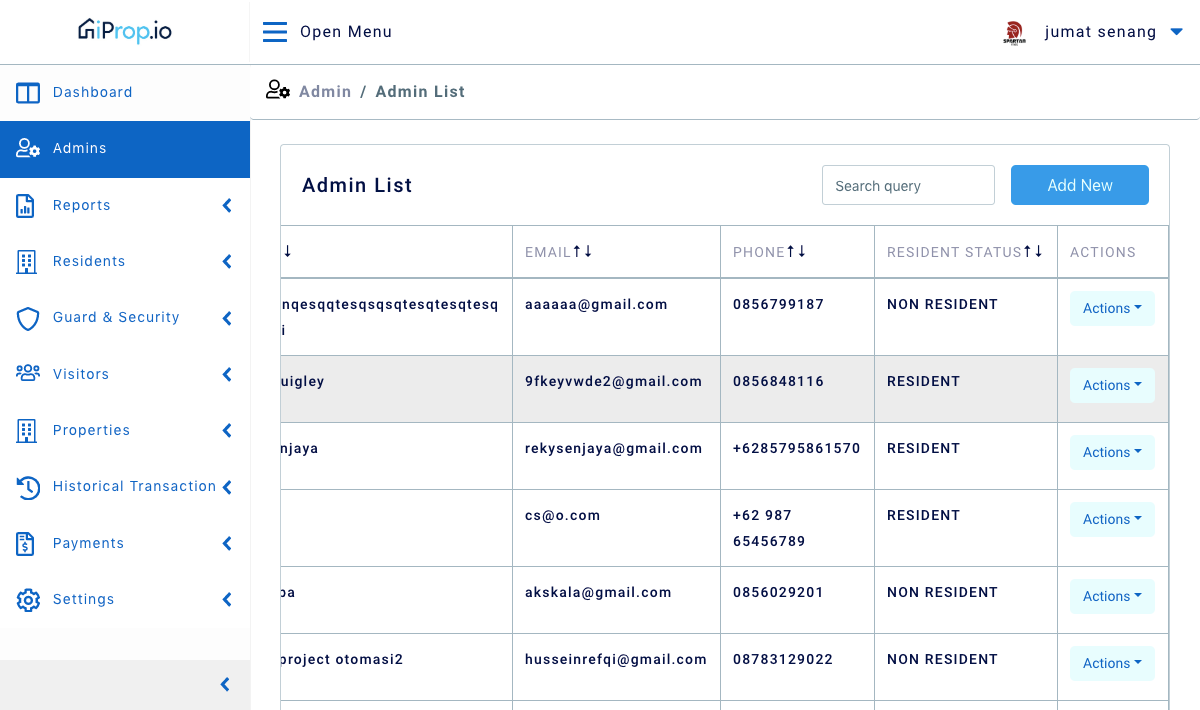 iProp.io
Open Menu
jumat senang
Dashboard
Admins
Reports
Residents
Guard & Security
Visitors
Properties
Historical Transaction
Payments
Settings
Admin / Admin List
Admin List
Search query
Add New
EMAIL PHONE RESIDENT STATUS ACTIONS
nqesqqtesqsqsqtesqtesqtesq aaaaaa@gmail.com 0856799187 NON RESIDENT Actions
i
uigley 9fkeyvwde2@gmail.com 0856848116 RESIDENT Actions
njaya rekysenjaya@gmail.com +6285795861570 RESIDENT Actions
cs@o.com +62 987 RESIDENT Actions
65456789
pa akskala@gmail.com 0856029201 NON RESIDENT Actions
project otomasi2 husseinrefqi@gmail.com 08783129022 NON RESIDENT Actions